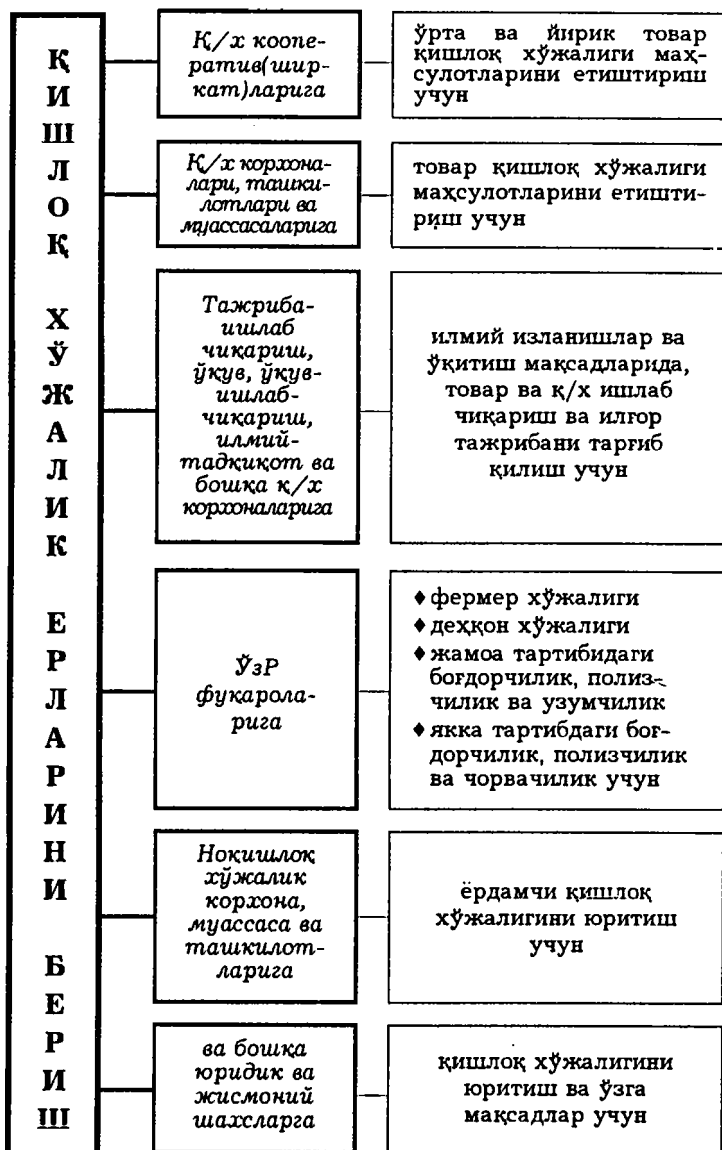 ҚИШЛОҚ ХЎЖАЛИК ЕРЛАРИНИ БЕРИШ
Қ/х коопе-
ратив(шир-
кат)ларига
ўрта ва йирик товар
қишлоқ хўжалиги маҳ-
сулотларини етиштириш
учун
Қ/х корхона-
лари, ташки-
лотлари ва
муассасаларига
товар қишлоқ хўжалиги
маҳсулотларини етишти-
риш учун
Тажриба-
ишлаб
чиқариш,
ўқув, ўқув-
ишлаб-
чиқариш,
илмий-
тадқиқот ва
бошқа қ/х
корхоналарига
илмий изланишлар ва
ўқитиш мақсадларида,
товар ва қ/х ишлаб
чиқариш ва илғор
тажрибани тарғиб
қилиш учун
ЎзР
фуқарола-
рига
♦ фермер хўжалиги
♦ деҳқон хўжалиги
♦ жамоа тартибидаги
боғдорчилик, полиз-
чилик ва узумчилик
♦ якка тартибдаги боғ-
дорчилик, полизчилик
ва чорвачилик учун
Ноқишлоқ
хўжалик
корхона,
муассаса ва
ташкилот-
ларига
ёрдамчи қишлоқ
хўжалигини юритиш
учун
ва бошқа
юридик ва
жисмоний
шахсларга
қишлоқ хўжалигини
юритиш ва ўзга
мақсадлар учун